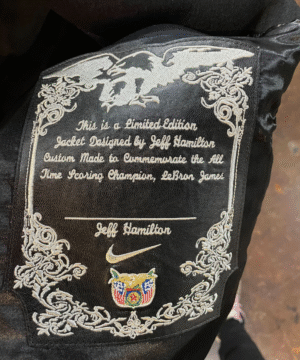 This is a Limited Edition
Jacket Designed by Jeff Hamilton
Custom Made to Commemorate the All
Time Scoring Champion, LeBron James
Jeff Hamilton